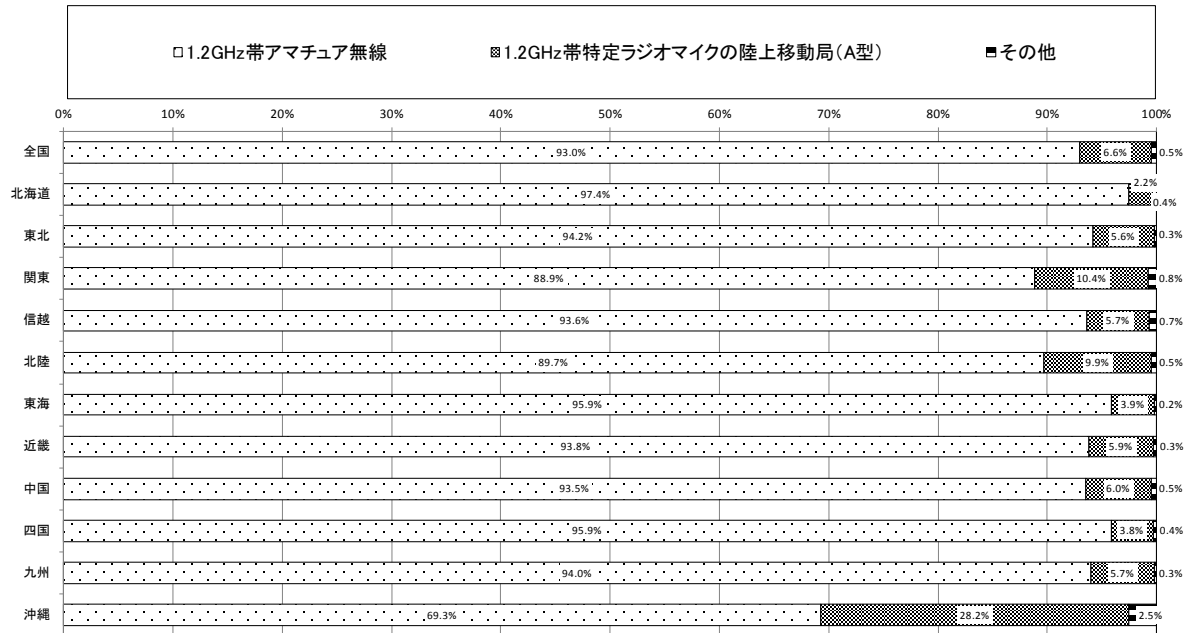 □1.2GHz帯アマチュア無線 1.2GHz帯特定ラジオマイクの陸上移動局(A型) その他
0% 10% 20% 30% 40% 50% 60% 70% 80% 90% 100%
全国 93.0% 6.6% 0.5%
北海道 97.4% 2.2% 0.4%
東北 94.2% 5.6% 0.3%
関東 88.9% 10.4% 0.8%
信越 93.6% 5.7% 0.7%
北陸 89.7% 9.9% 0.5%
東海 95.9% 3.9% 0.2%
近畿 93.8% 5.9% 0.3%
中国 93.5% 6.0% 0.5%
四国 95.9% 3.8% 0.4%
九州 94.0% 5.7% 0.3%
沖縄 69.3% 28.2% 2.5%